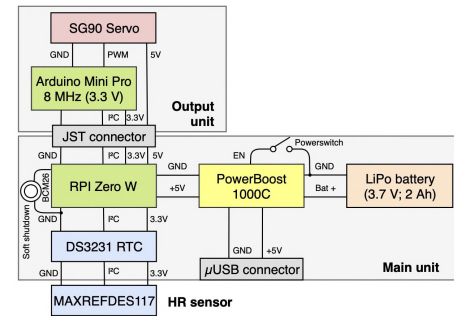 SG90 Servo
GND PWM 5V
Arduino Mini Pro
8 MHz (3.3 V)
Output
unit
I²C 3.3V
JST connector
GND I²C 3.3V 5V
Powerswitch
EN
GND
GND
RPI Zero W
BCM26
Soft shutdown
+5V
PowerBoost
1000C
Bat +
LiPo battery
(3.7 V; 2 Ah)
GND I²C 3.3V
DS3231 RTC
GND +5V
µUSB connector
Main unit
GND I²C 3.3V
MAXREFDES117
HR sensor